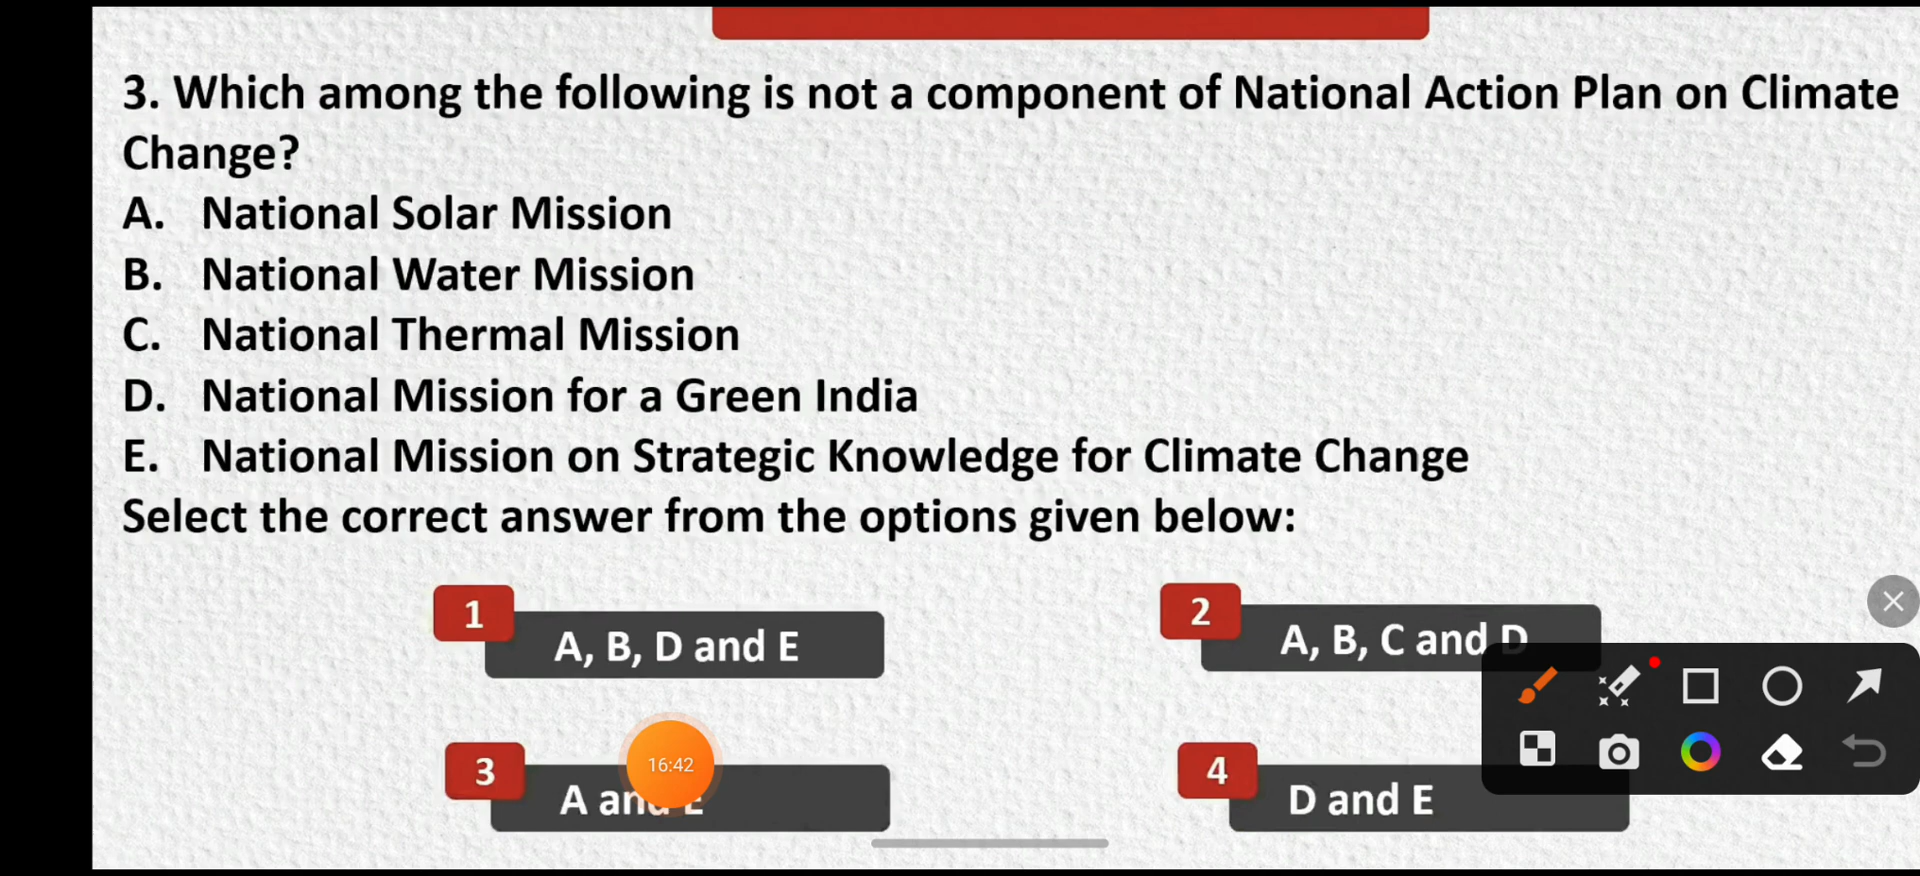 3. Which among the following is not a component of National Action Plan on Climate
Change?
A. National Solar Mission
B. National Water Mission
C. National Thermal Mission
D. National Mission for a Green India
E. National Mission on Strategic Knowledge for Climate Change
Select the correct answer from the options given below:
1
A, B, D and E
2
A, B, C and D
3
16:42
A and E
4
D and E